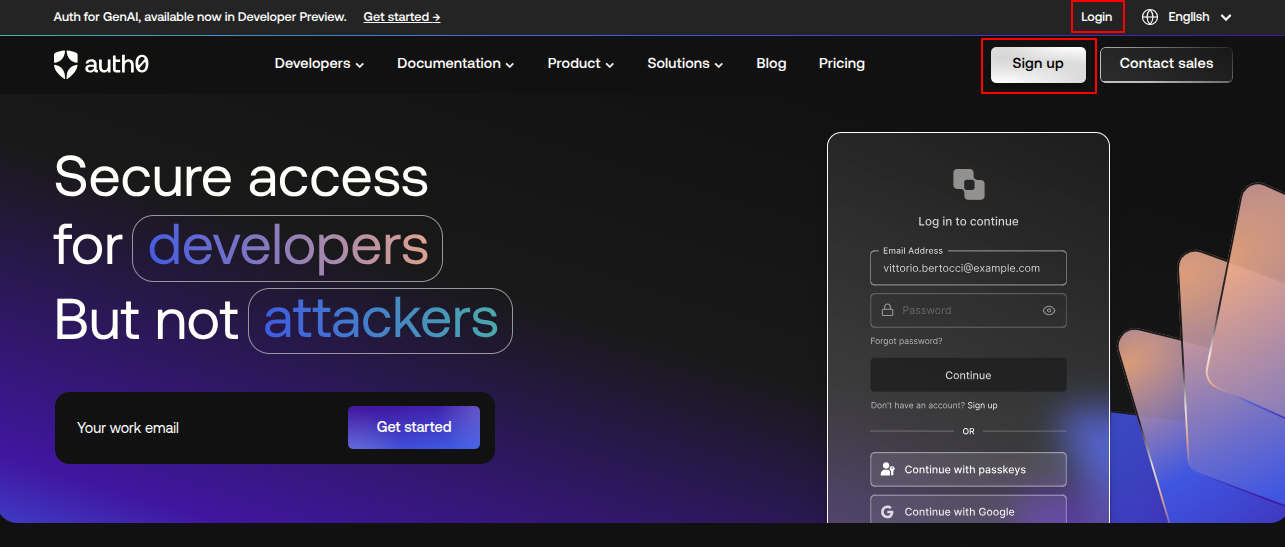 Auth for GenAI, available now in Developer Preview. Get started →
Login
English
auth0
Developers
Documentation
Product
Solutions
Blog
Pricing
Sign up
Contact sales
Secure access
for developers
But not attackers
Your work email
Get started
Log in to continue
Email Address
vittorio.bertocci@example.com
Password
Forgot password?
Continue
Don't have an account? Sign up
OR
Continue with passkeys
Continue with Google